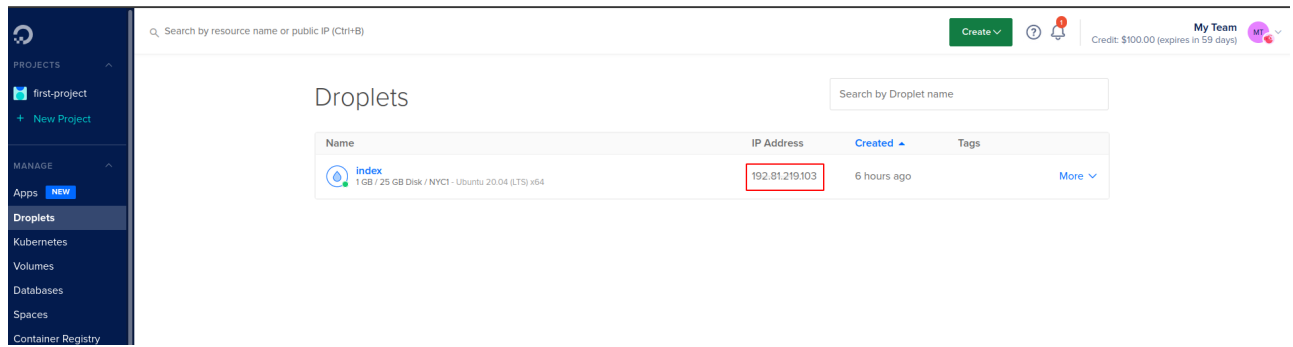 Search by resource name or public IP (Ctrl+B)
Create
1
My Team
Credit: $100.00 (expires in 59 days)
MT
PROJECTS
first-project
+ New Project
MANAGE
Apps NEW
Droplets
Kubernetes
Volumes
Databases
Spaces
Container Registry
Droplets
Search by Droplet name
Name IP Address Created Tags
index
1 GB / 25 GB Disk / NYC1 - Ubuntu 20.04 (LTS) x64
192.81.219.103 6 hours ago More